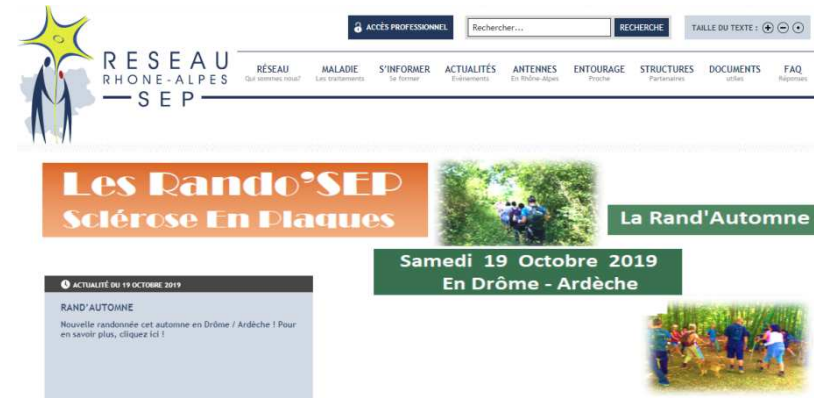 ACCÈS PROFESSIONNEL
Rechercher...
RECHERCHE
TAILLE DU TEXTE :
RESEAU
RHONE-ALPES
SEP
RÉSEAU
Qui sommes nous?
MALADIE
Les traitements
S'INFORMER
Se former
ACTUALITÉS
Evénements
ANTENNES
En Rhône-Alpes
ENTOURAGE
Proche
STRUCTURES
Partenaires
DOCUMENTS
utiles
FAQ
Réponses
Les Rando'SEP
Sclérose En Plaques
La Rand'Automne
Samedi 19 Octobre 2019
En Drôme - Ardèche
ACTUALITÉ DU 19 OCTOBRE 2019
RAND'AUTOMNE
Nouvelle randonnée cet automne en Drôme / Ardèche ! Pour
en savoir plus, cliquez ici !